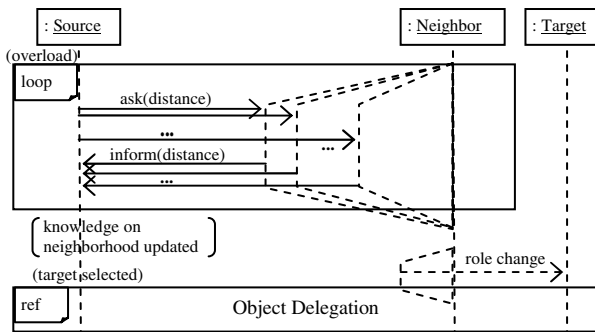 : Source
: Neighbor
: Target
(overload)
loop
ask(distance)
...
...
inform(distance)
...
knowledge on
neighborhood updated
role change
(target selected)
ref
Object Delegation